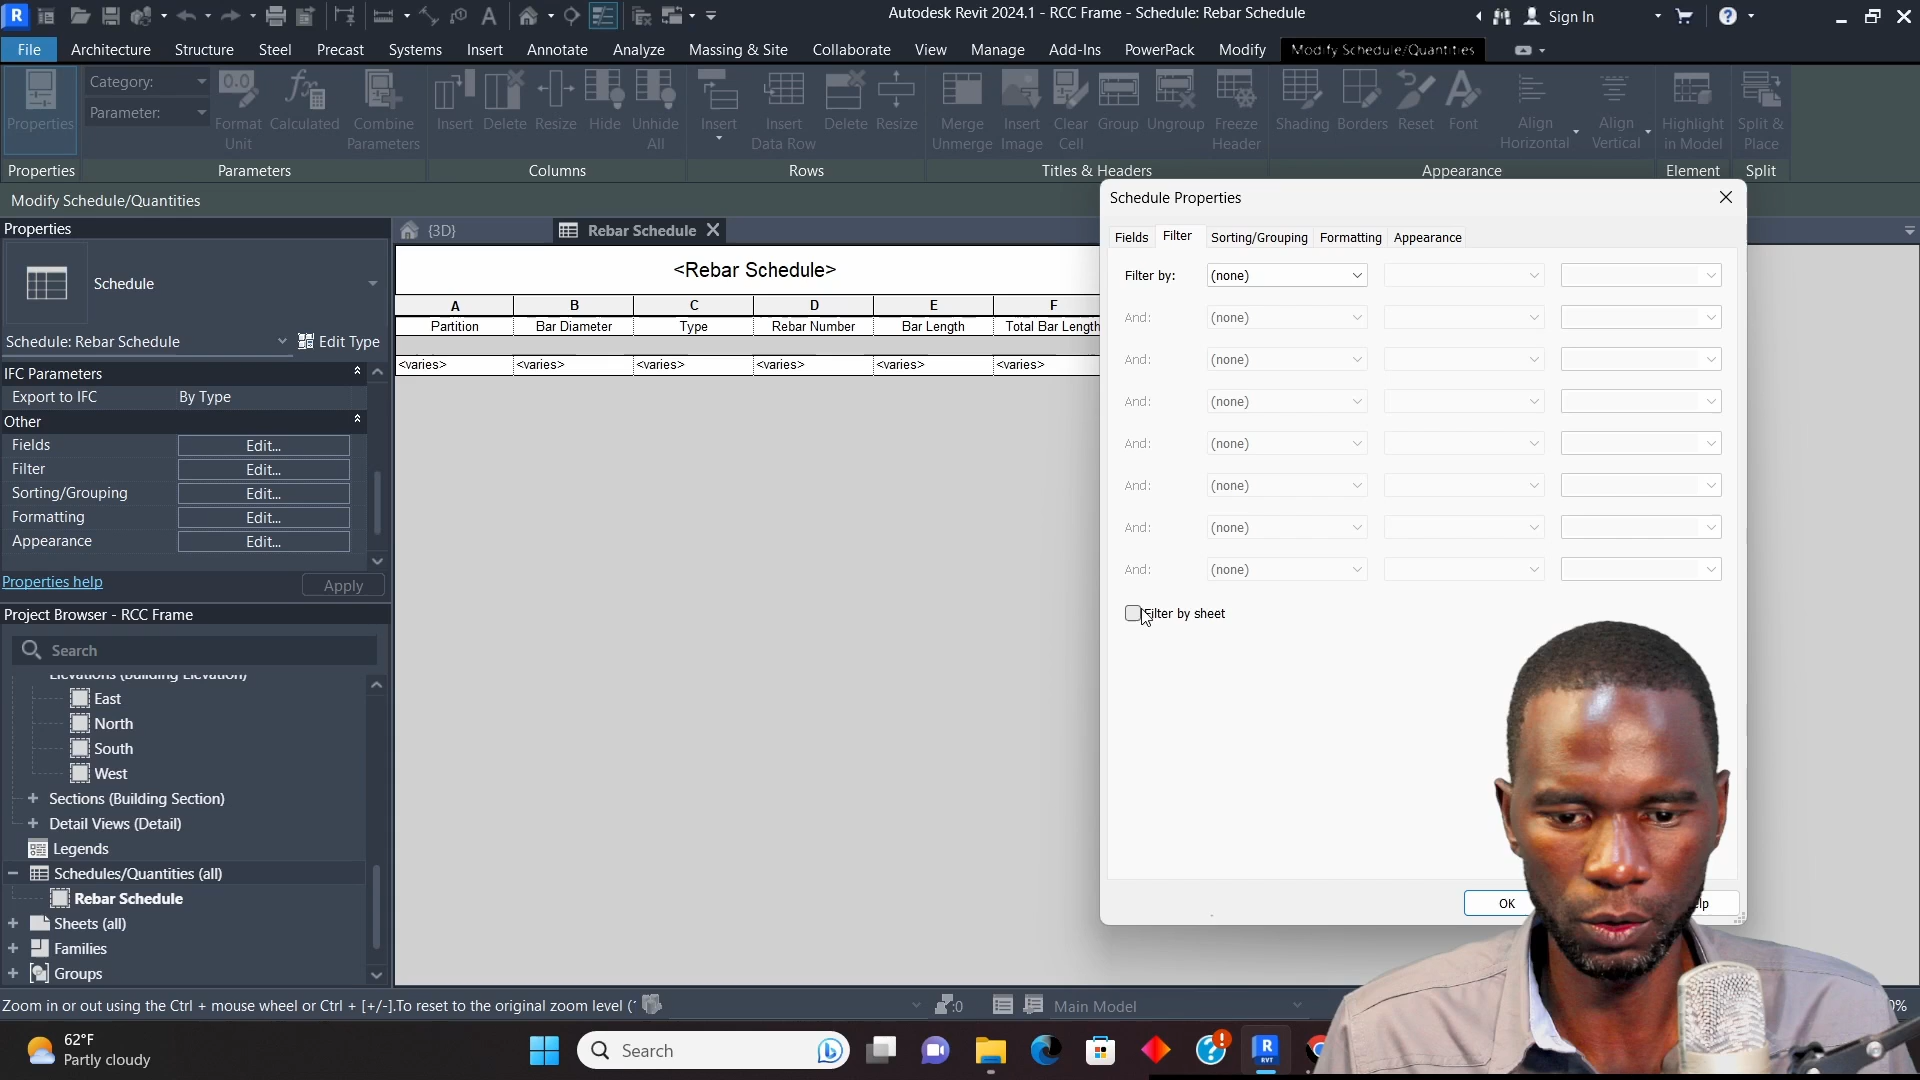 Autodesk Revit 2024.1 - RCC Frame - Schedule: Rebar Schedule
Sign In
File Architecture Structure Steel Precast Systems Insert Annotate Analyze Massing & Site Collaborate View Manage Add-Ins PowerPack Modify Modify Schedule/Quantities
Properties
Category:
Parameter:
Format Unit
Calculated
Combine Parameters
Insert
Delete
Resize
Hide
Unhide All
Insert
Insert Data Row
Delete
Resize
Merge Unmerge
Insert Image
Clear Cell
Group
Ungroup
Freeze Header
Shading
Borders
Reset
Font
Align Horizontal
Align Vertical
Highlight in Model
Split & Place
Properties Parameters Columns Rows Titles & Headers Appearance Element Split
Modify Schedule/Quantities
Properties
Schedule
Schedule: Rebar Schedule
Edit Type
IFC Parameters
Export to IFC By Type
Other
Fields Edit...
Filter Edit...
Sorting/Grouping Edit...
Formatting Edit...
Appearance Edit...
Properties help
Apply
Project Browser - RCC Frame
Search
Elevations (Building Elevation)
East
North
South
West
Sections (Building Section)
Detail Views (Detail)
Legends
Schedules/Quantities (all)
Rebar Schedule
Sheets (all)
Families
Groups
{3D}
Rebar Schedule
<Rebar Schedule>
A B C D E F
Partition Bar Diameter Type Rebar Number Bar Length Total Bar Length
<varies> <varies> <varies> <varies> <varies> <varies>
Schedule Properties
Fields Filter Sorting/Grouping Formatting Appearance
Filter by: (none)
And: (none)
And: (none)
And: (none)
And: (none)
And: (none)
And: (none)
And: (none)
Filter by sheet
OK
Zoom in or out using the Ctrl + mouse wheel or Ctrl + [+/-].To reset to the original zoom level (
:0
Main Model
62°F
Partly cloudy
Search